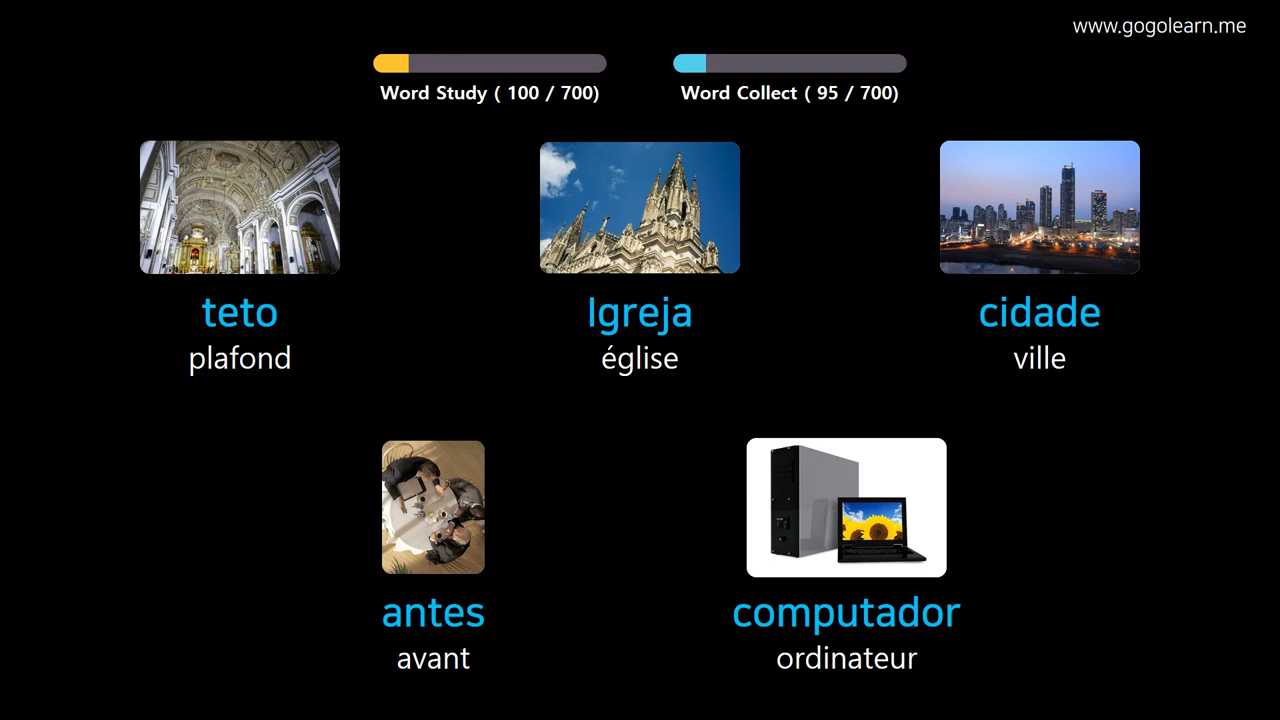 www.gogolearn.me
Word Study ( 100 / 700)
Word Collect ( 95 / 700)
teto
plafond
Igreja
église
cidade
ville
antes
avant
computador
ordinateur